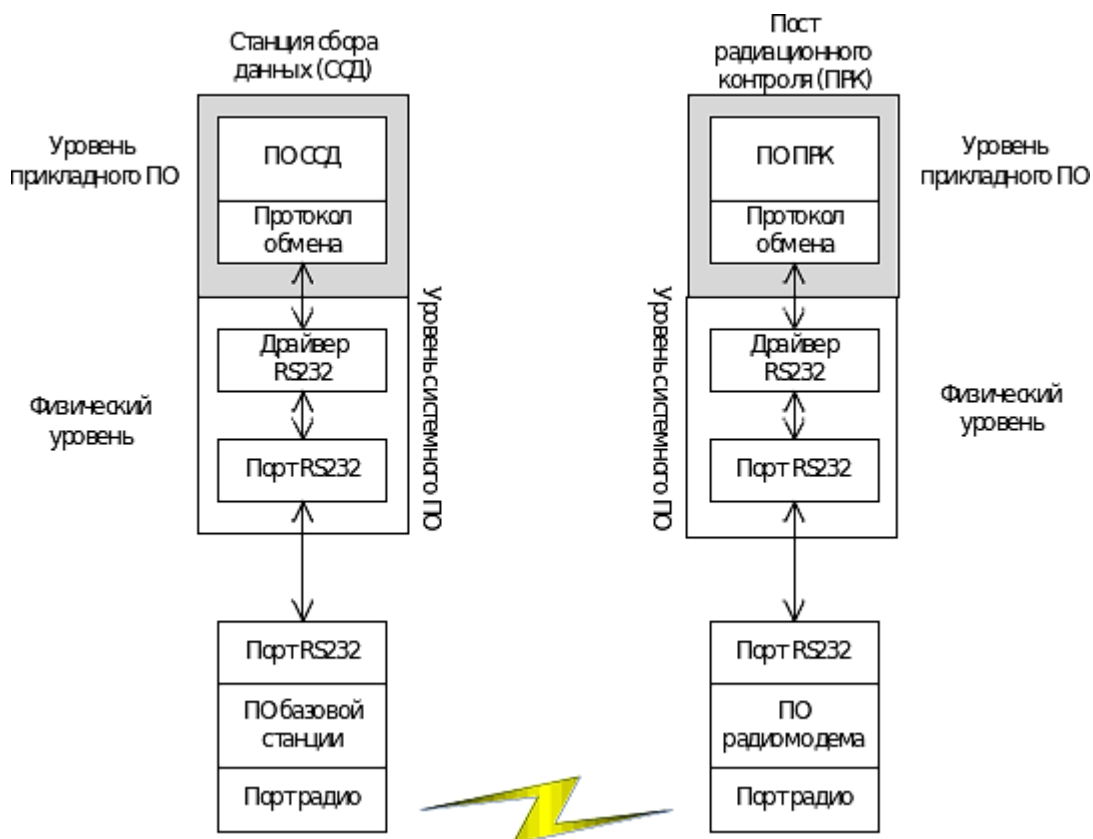 Станция сбора
данных (ССД)
Пост
радиационного
контроля (ПРК)
Уровень
прикладного ПО
ПО ССД
Протокол
обмена
ПО ПРК
Протокол
обмена
Уровень
прикладного ПО
Физический
уровень
Драйвер
RS232
Порт RS232
Уровень системного ПО
Уровень системного ПО
Драйвер
RS232
Порт RS232
Физический
уровень
Порт RS232
ПО базовой
станции
Порт радио
Порт RS232
ПО
радиомодема
Порт радио